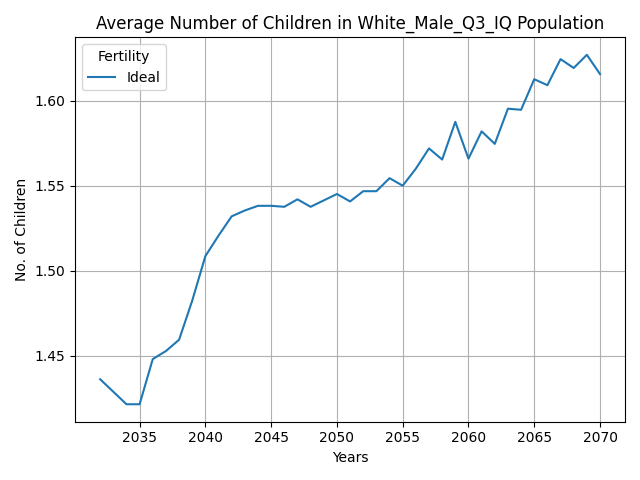 Average Number of Children in White_Male_Q3_IQ Population
Fertility
Ideal
No. of Children
1.60
1.55
1.50
1.45
2035 2040 2045 2050 2055 2060 2065 2070
Years